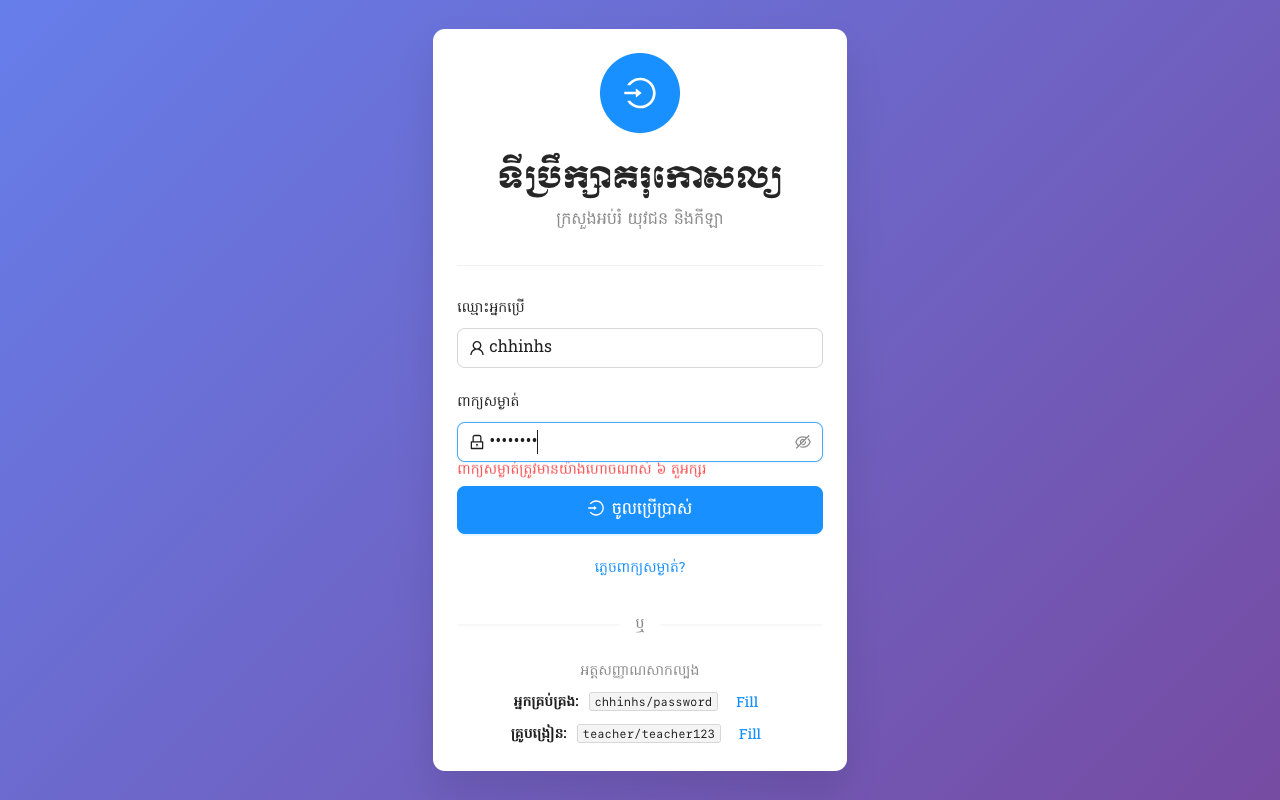 ទីប្រឹក្សាគរុកោសល្យ
ក្រសួងអប់រំ យុវជន និងកីឡា
ឈ្មោះអ្នកប្រើ
chhinhs
ពាក្យសម្ងាត់
••••••••
ពាក្យសម្ងាត់ត្រូវមានយ៉ាងហោចណាស់ ៦ តួអក្សរ
ចូលប្រើប្រាស់
ភ្លេចពាក្យសម្ងាត់?
ឬ
អត្តសញ្ញាណសាកល្បង
អ្នកគ្រប់គ្រង: chhinhs/password Fill
គ្រូបង្រៀន: teacher/teacher123 Fill